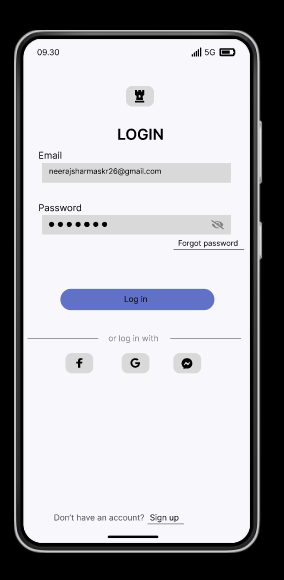 09.30 5G
LOGIN
Email
neerajsharmaskr26@gmail.com
Password
Forgot password
Log in
or log in with
f G
Don't have an account? Sign up